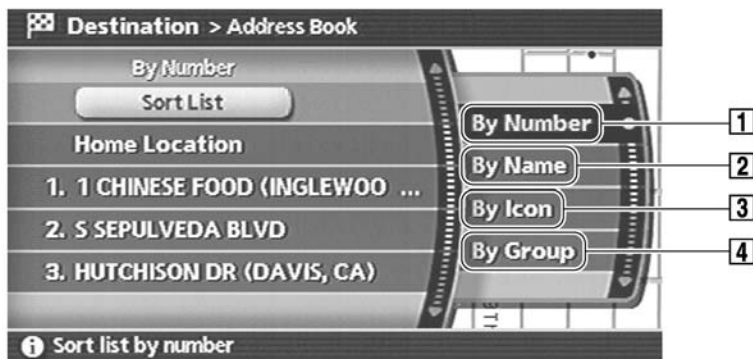 Destination > Address Book
By Number
Sort List
Home Location
1. 1 CHINESE FOOD (INGLEWOO ...
2. S SEPULVEDA BLVD
3. HUTCHISON DR (DAVIS, CA)
By Number
By Name
By Icon
By Group
1
2
3
4
i Sort list by number